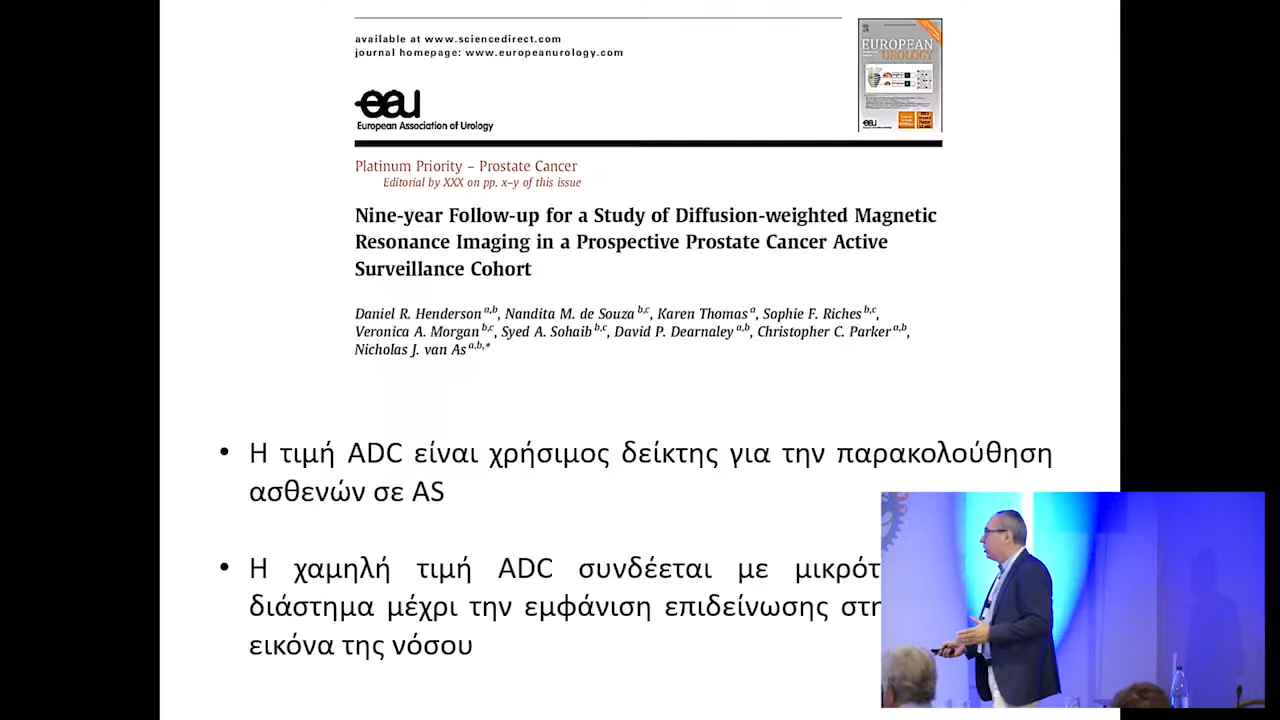 available at www.sciencedirect.com
journal homepage: www.europeanurology.com
EUROPEAN
UROLOGY
eau
eau
European Association of Urology
Platinum Priority – Prostate Cancer
Editorial by XXX on pp. x–y of this issue
Nine-year Follow-up for a Study of Diffusion-weighted Magnetic
Resonance Imaging in a Prospective Prostate Cancer Active
Surveillance Cohort
Daniel R. Henderson a,b, Nandita M. de Souza b,c, Karen Thomas a, Sophie F. Riches b,c,
Veronica A. Morgan b,c, Syed A. Sohaib b,c, David P. Dearnaley a,b, Christopher C. Parker a,b,
Nicholas J. van As a,b,*
• Η τιμή ADC είναι χρήσιμος δείκτης για την παρακολούθηση
ασθενών σε AS
• Η χαμηλή τιμή ADC συνδέεται με μικρότ
διάστημα μέχρι την εμφάνιση επιδείνωσης στη
εικόνα της νόσου